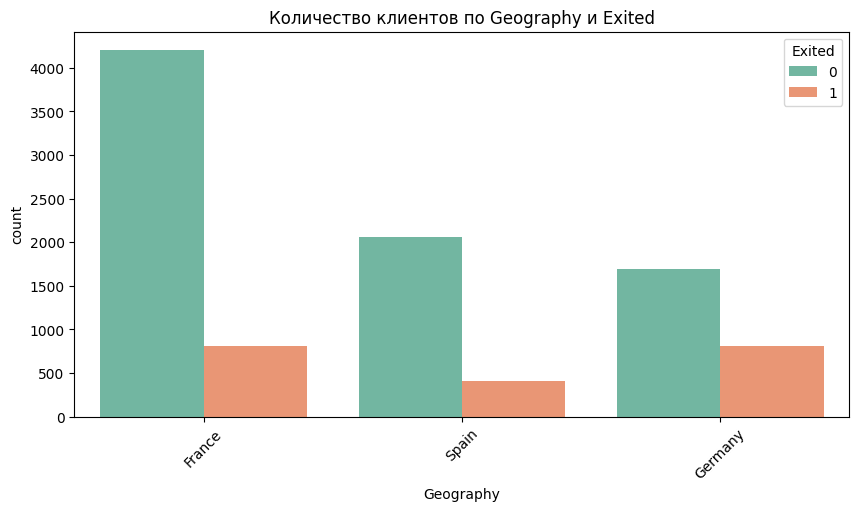 Количество клиентов по Geography и Exited
Exited
0
1
count
4000
3500
3000
2500
2000
1500
1000
500
0
France
Spain
Germany
Geography